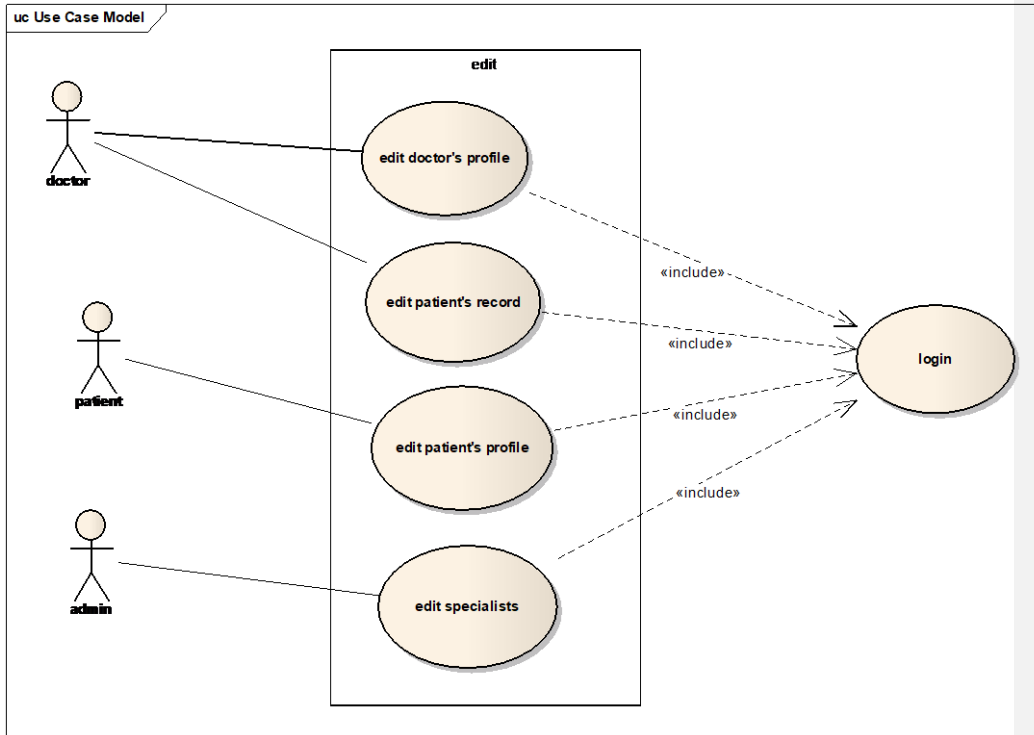 uc Use Case Model
edit
doctor
edit doctor's profile
«include»
edit patient's record
patient
«include»
login
edit patient's profile
«include»
«include»
admin
edit specialists